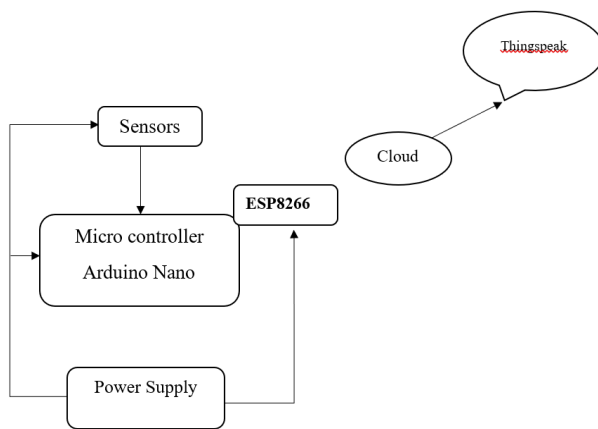 Thingspeak
Sensors
Cloud
ESP8266
Micro controller
Arduino Nano
Power Supply